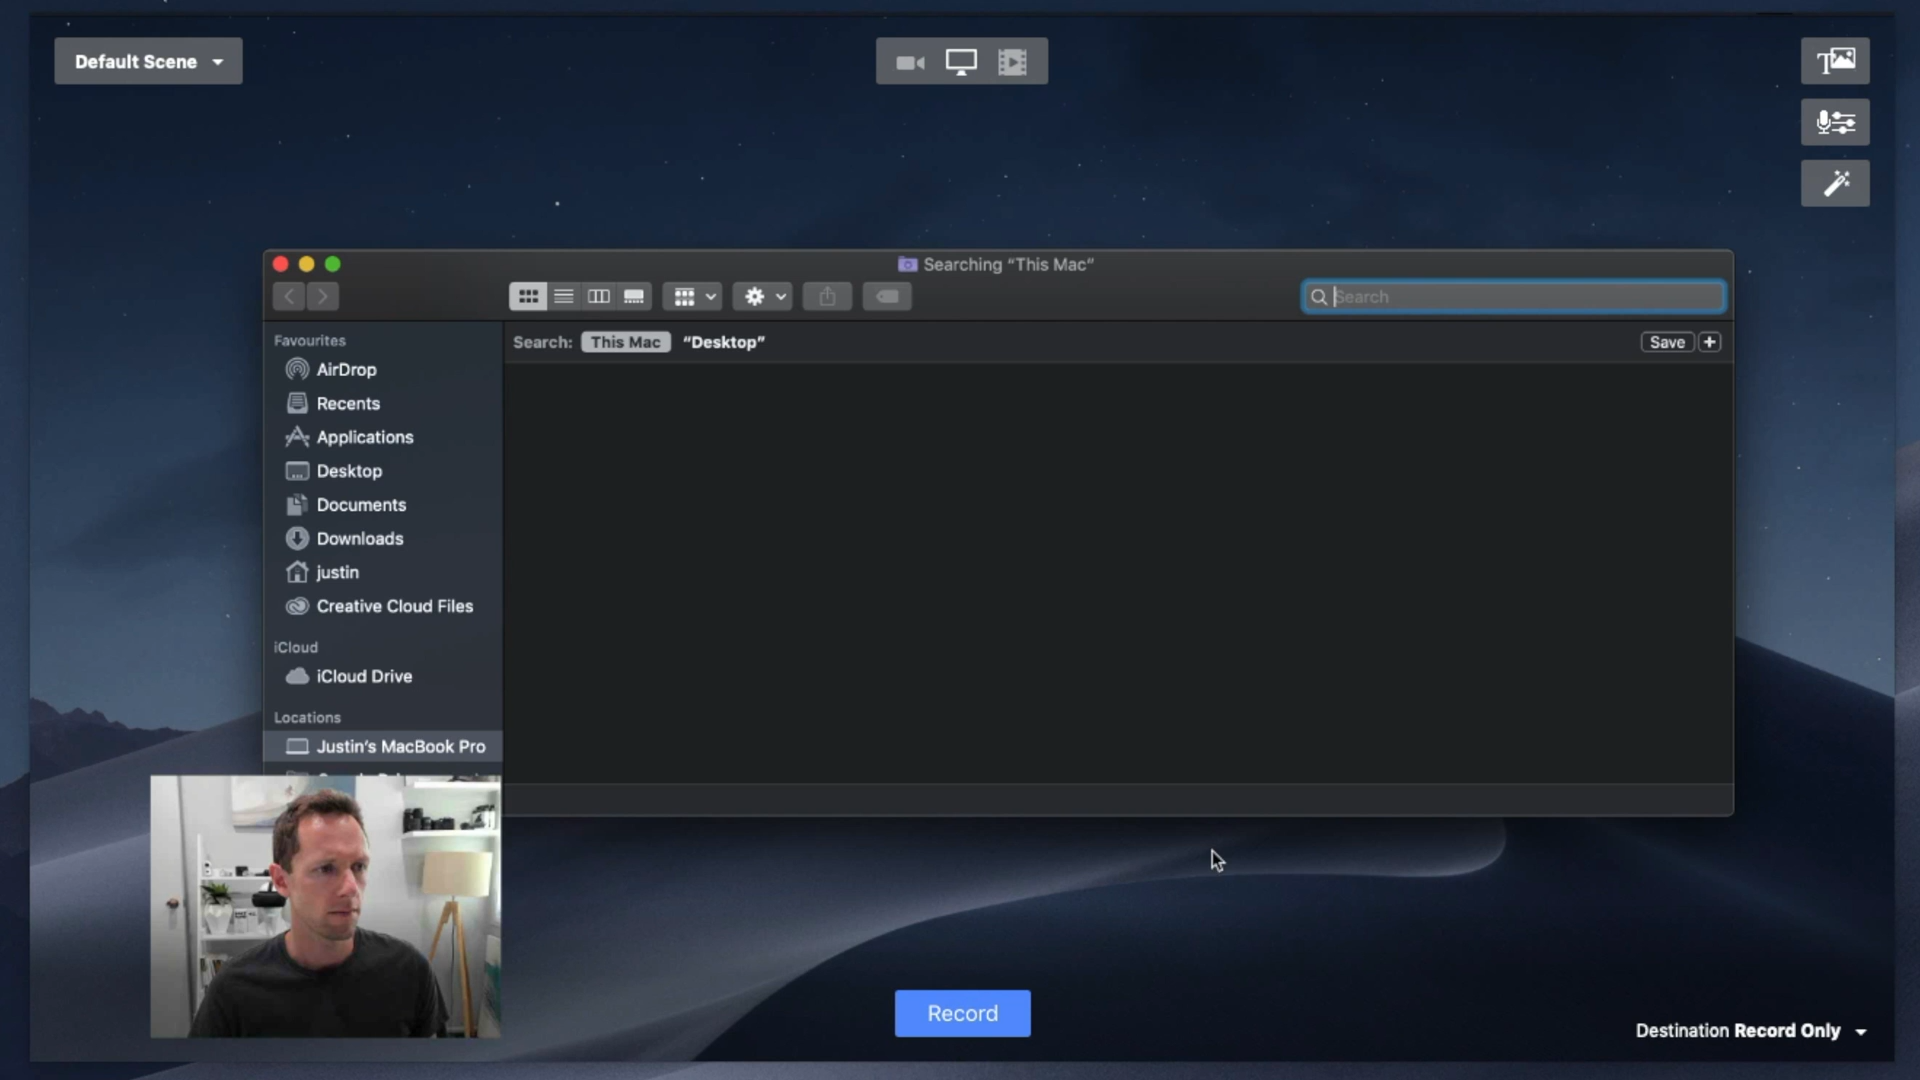 Default Scene
Searching “This Mac”
Search
Favourites
Search: This Mac “Desktop” Save +
AirDrop
Recents
Applications
Desktop
Documents
Downloads
justin
Creative Cloud Files
iCloud
iCloud Drive
Locations
Justin’s MacBook Pro
Record
Destination Record Only